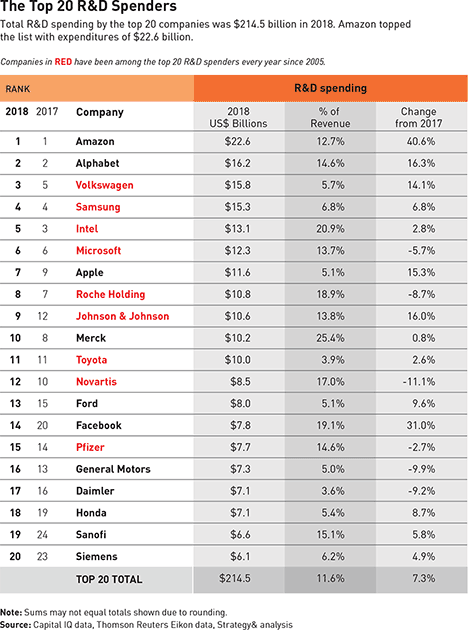 The Top 20 R&D Spenders
Total R&D spending by the top 20 companies was $214.5 billion in 2018. Amazon topped
the list with expenditures of $22.6 billion.
Companies in RED have been among the top 20 R&D spenders every year since 2005.
RANK R&D spending
2018 2017 Company 2018 US$ Billions % of Revenue Change from 2017
1 1 Amazon $22.6 12.7% 40.6%
2 2 Alphabet $16.2 14.6% 16.3%
3 5 Volkswagen $15.8 5.7% 14.1%
4 4 Samsung $15.3 6.8% 6.8%
5 3 Intel $13.1 20.9% 2.8%
6 6 Microsoft $12.3 13.7% -5.7%
7 9 Apple $11.6 5.1% 15.3%
8 7 Roche Holding $10.8 18.9% -8.7%
9 12 Johnson & Johnson $10.6 13.8% 16.0%
10 8 Merck $10.2 25.4% 0.8%
11 11 Toyota $10.0 3.9% 2.6%
12 10 Novartis $8.5 17.0% -11.1%
13 15 Ford $8.0 5.1% 9.6%
14 20 Facebook $7.8 19.1% 31.0%
15 14 Pfizer $7.7 14.6% -2.7%
16 13 General Motors $7.3 5.0% -9.9%
17 16 Daimler $7.1 3.6% -9.2%
18 19 Honda $7.1 5.4% 8.7%
19 24 Sanofi $6.6 15.1% 5.8%
20 23 Siemens $6.1 6.2% 4.9%
TOP 20 TOTAL $214.5 11.6% 7.3%
Note: Sums may not equal totals shown due to rounding.
Source: Capital IQ data, Thomson Reuters Eikon data, Strategy& analysis